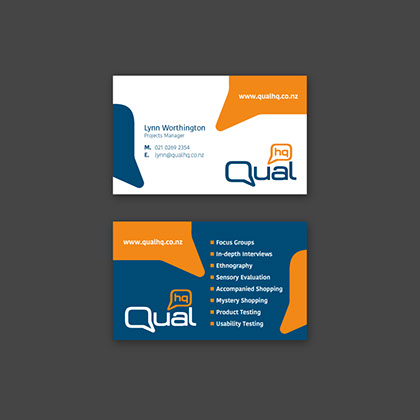 www.qualhq.co.nz
Lynn Worthington
Projects Manager
M. 021 0269 2354
E. lynn@qualhq.co.nz
hq
Qual
www.qualhq.co.nz
Focus Groups
In-depth Interviews
Ethnography
Sensory Evaluation
Accompanied Shopping
Mystery Shopping
Product Testing
Usability Testing
hq
Qual